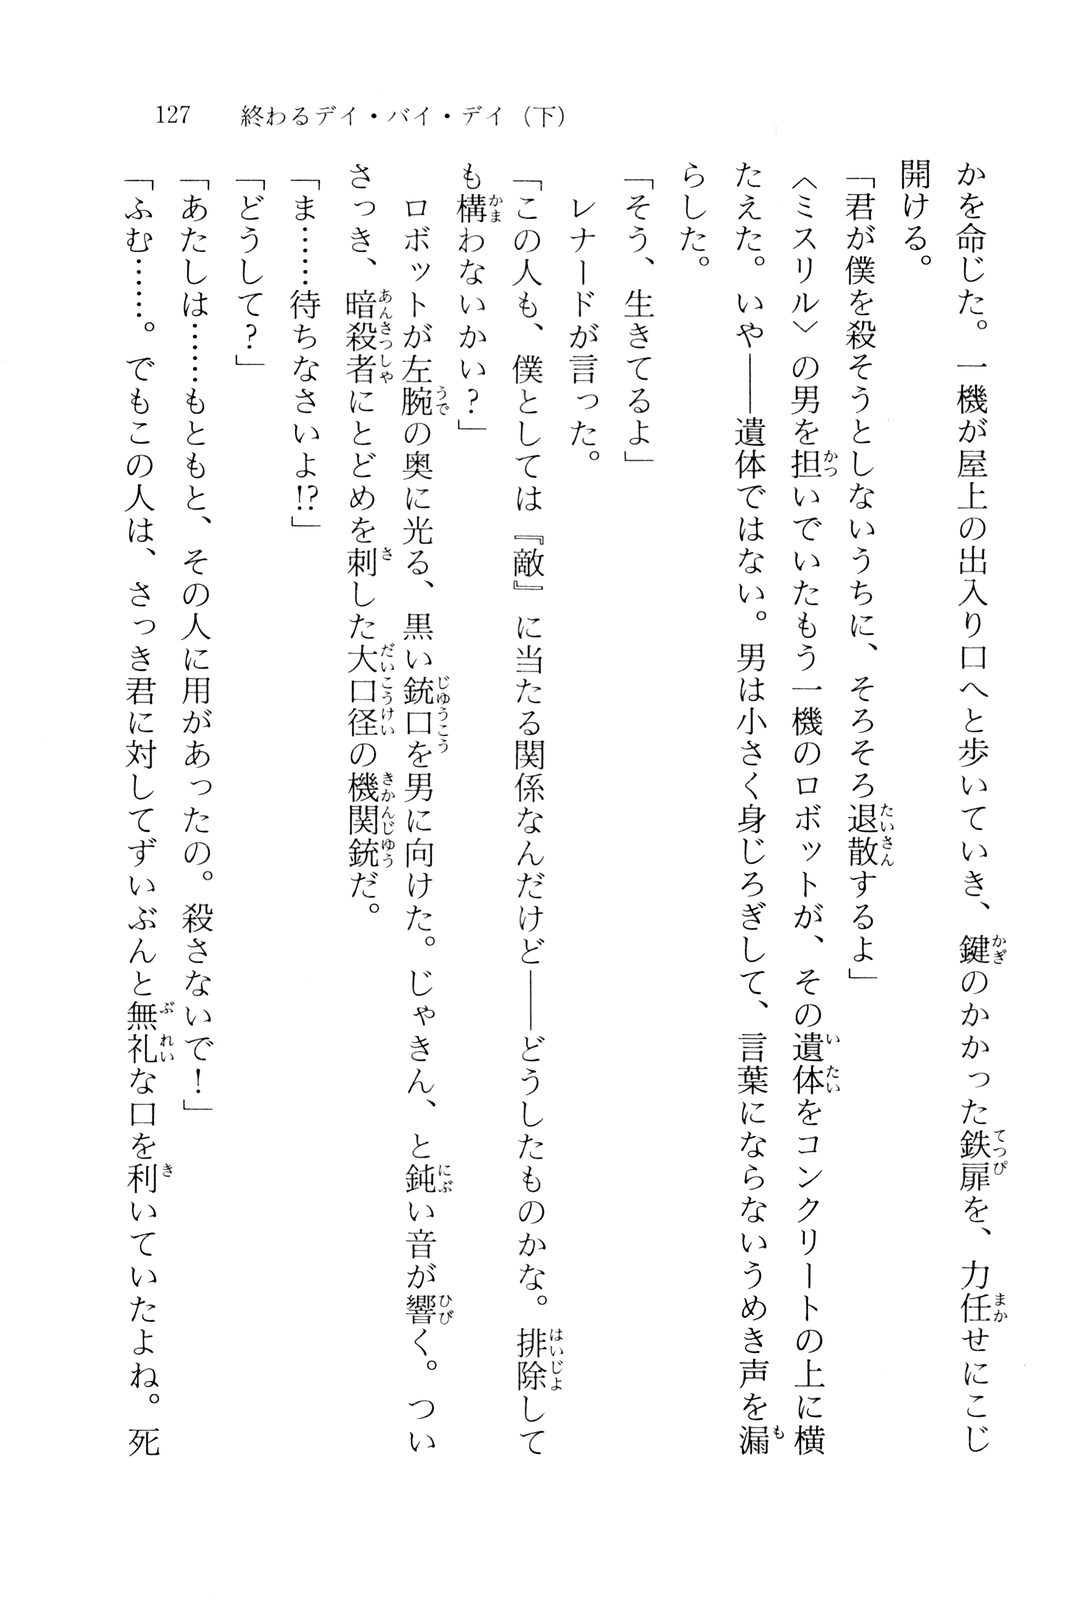 127　終わるデイ・バイ・デイ（下）
かを命じた。一機が屋上の出入り口へと歩いていき、鍵のかかった鉄扉を、力任せにこじ
開ける。
「君が僕を殺そうとしないうちに、そろそろ退散するよ」
〈ミスリル〉の男を担いでいたもう一機のロボットが、その遺体をコンクリートの上に横
たえた。いや――遺体ではない。男は小さく身じろぎして、言葉にならないうめき声を漏
らした。
「そう、生きてるよ」
レナードが言った。
「この人も、僕としては『敵』に当たる関係なんだけど――どうしたものかな。排除して
も構わないかい？」
ロボットが左腕の奥に光る、黒い銃口を男に向けた。じゃきん、と鈍い音が響く。つい
さっき、暗殺者にとどめを刺した大口径の機関銃だ。
「ま……待ちなさいよ!?」
「どうして？」
「あたしは……もともと、その人に用があったの。殺さないで！」
「ふむ……。でもこの人は、さっき君に対してずいぶんと無礼な口を利いていたよね。死